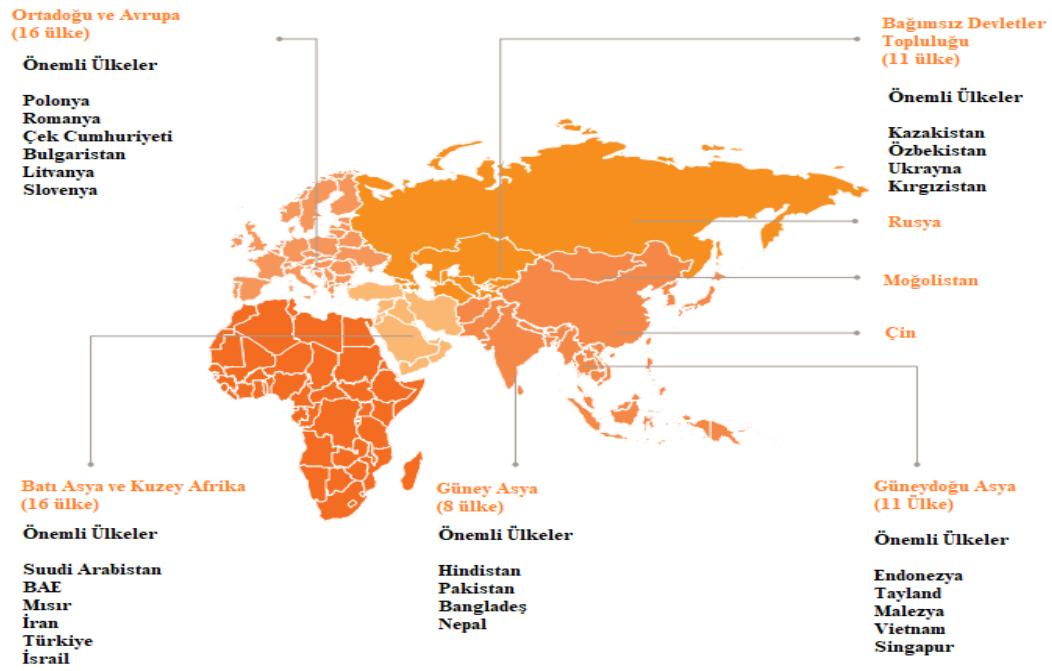 Ortadoğu ve Avrupa
(16 ülke)
Önemli Ülkeler
Polonya
Romanya
Çek Cumhuriyeti
Bulgaristan
Litvanya
Slovenya
Bağımsız Devletler
Topluluğu
(11 ülke)
Önemli Ülkeler
Kazakistan
Özbekistan
Ukrayna
Kırgızistan
Rusya
Moğolistan
Çin
Batı Asya ve Kuzey Afrika
(16 ülke)
Önemli Ülkeler
Suudi Arabistan
BAE
Mısır
İran
Türkiye
İsrail
Güney Asya
(8 ülke)
Önemli Ülkeler
Hindistan
Pakistan
Bangladeş
Nepal
Güneydoğu Asya
(11 Ülke)
Önemli Ülkeler
Endonezya
Tayland
Malezya
Vietnam
Singapur